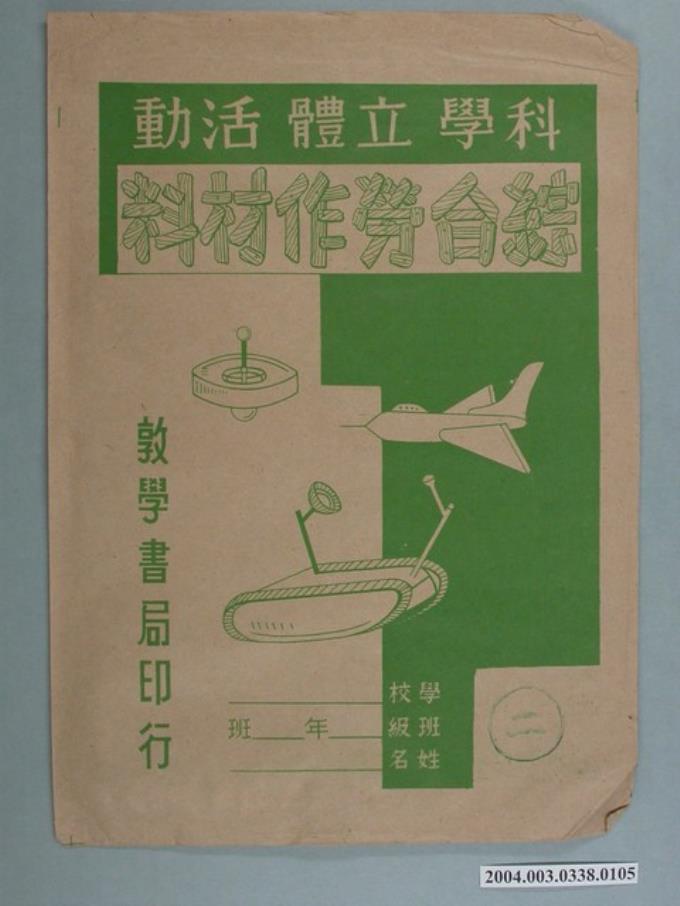 科學 立體 活動
綜合勞作材料
敦學書局印行
學校
班級 年 班
姓名
二
2004.003.0338.0105